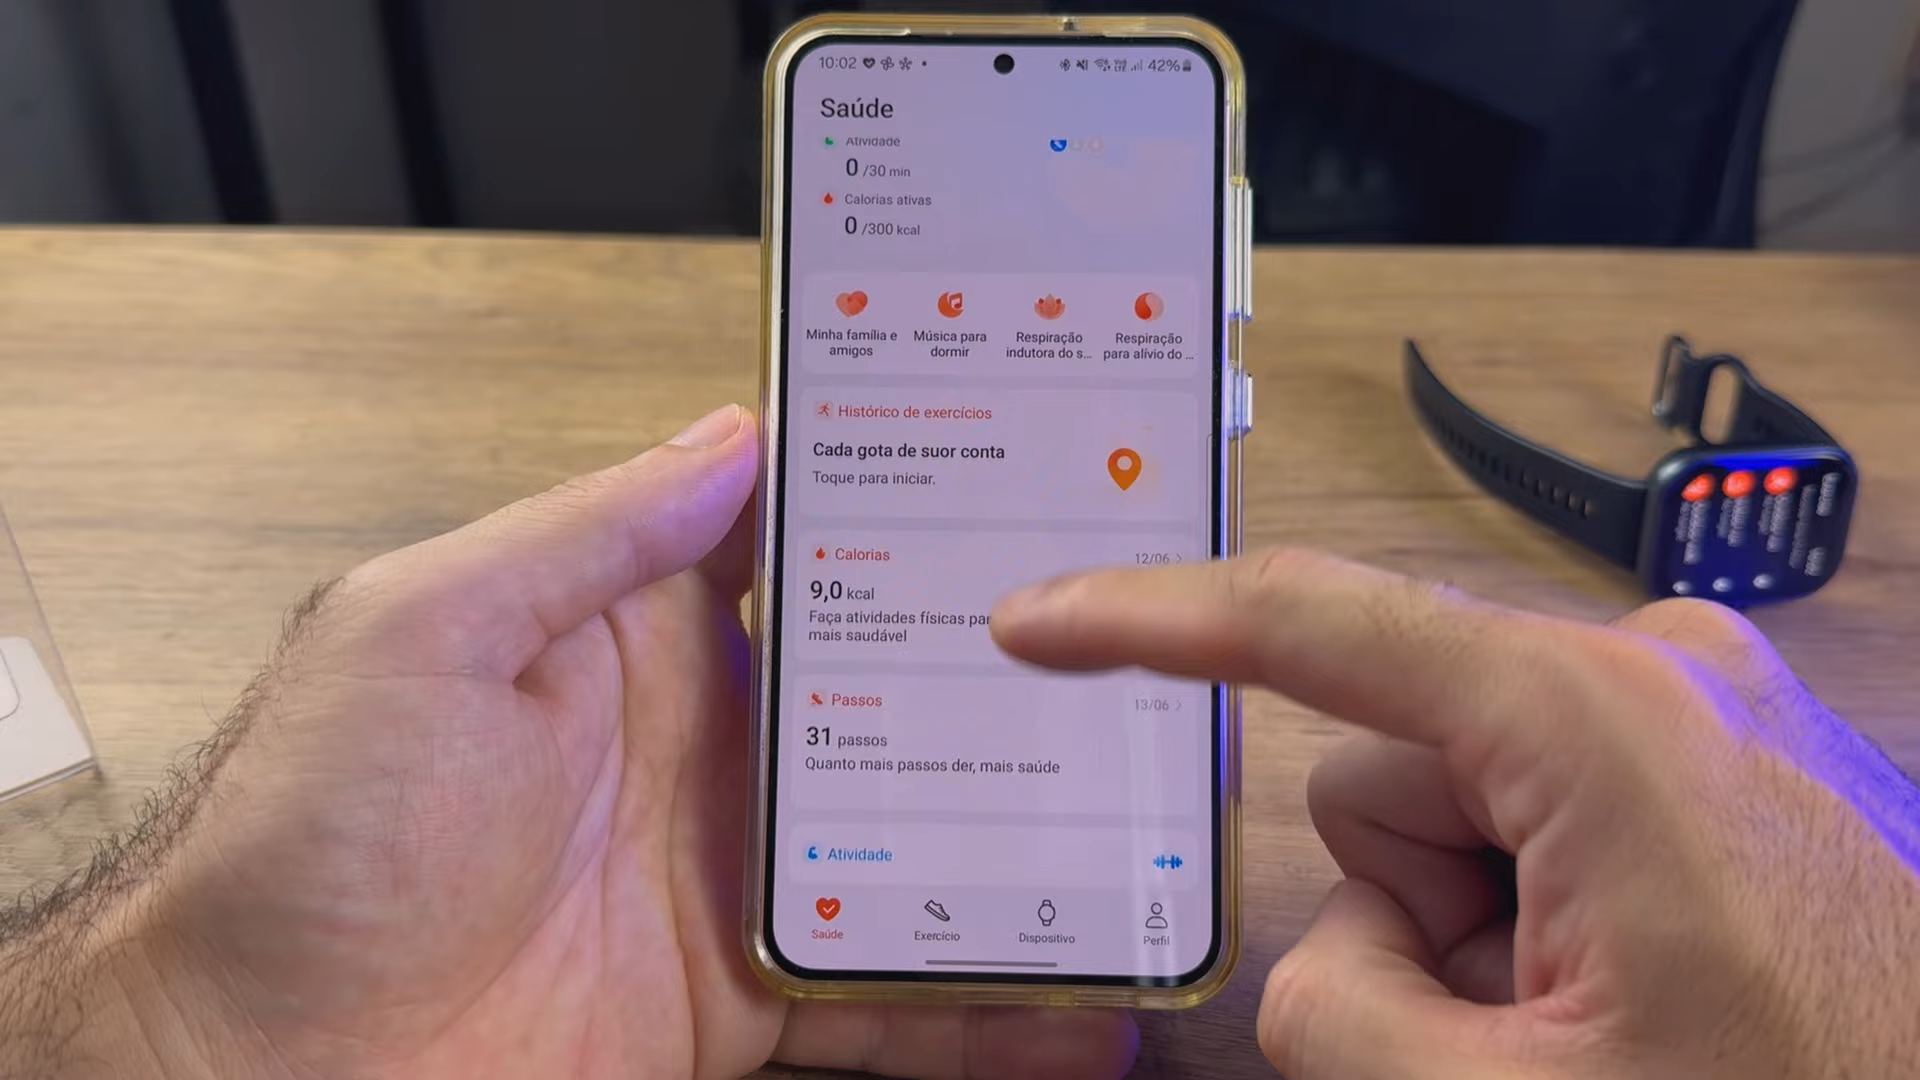 10:02
42%
Saúde
Atividade
0 /30 min
Calorias ativas
0 /300 kcal
Minha família e
amigos
Música para
dormir
Respiração
indutora do s...
Respiração
para alívio do ...
Histórico de exercícios
Cada gota de suor conta
Toque para iniciar.
Calorias
12/06
9,0 kcal
Faça atividades físicas par
mais saudável
Passos
13/06
31 passos
Quanto mais passos der, mais saúde
Atividade
Saúde
Exercício
Dispositivo
Perfil